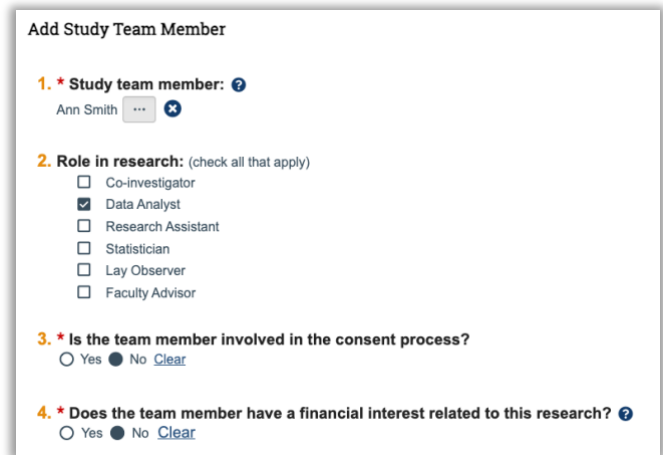 Add Study Team Member
1. * Study team member: ?
Ann Smith ...
2. Role in research: (check all that apply)
Co-investigator
Data Analyst
Research Assistant
Statistician
Lay Observer
Faculty Advisor
3. * Is the team member involved in the consent process?
Yes No Clear
4. * Does the team member have a financial interest related to this research? ?
Yes No Clear